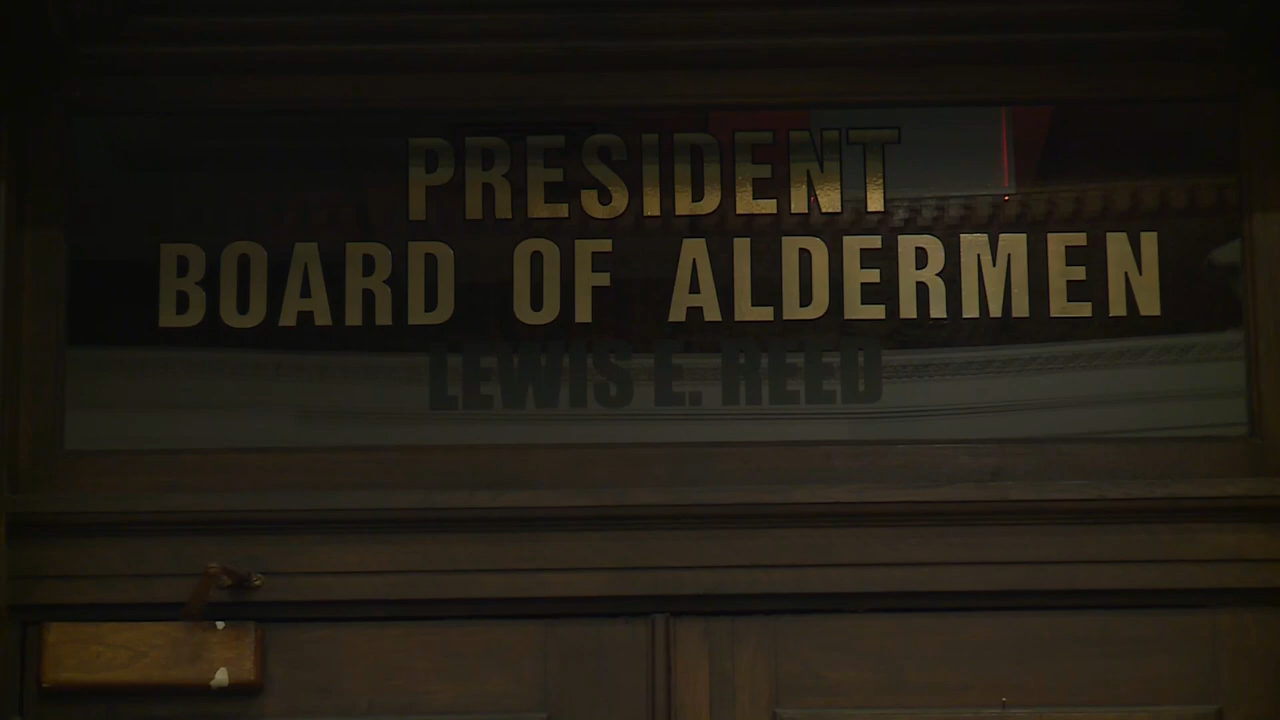 PRESIDENT
BOARD OF ALDERMEN
LEWIS E. REED